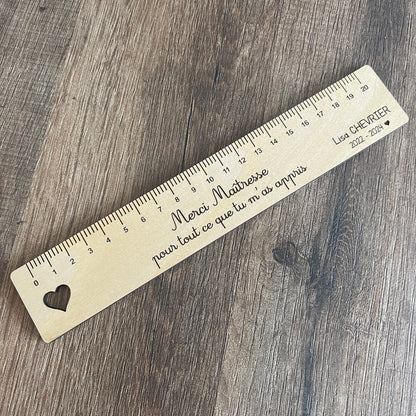 0 1 2 3 4 5 6 7 8 9 10 11 12 13 14 15 16 17 18 19 20
Merci Maîtresse
pour tout ce que tu m'as appris
Lisa CHEVRIER
2022 - 2024 ♥